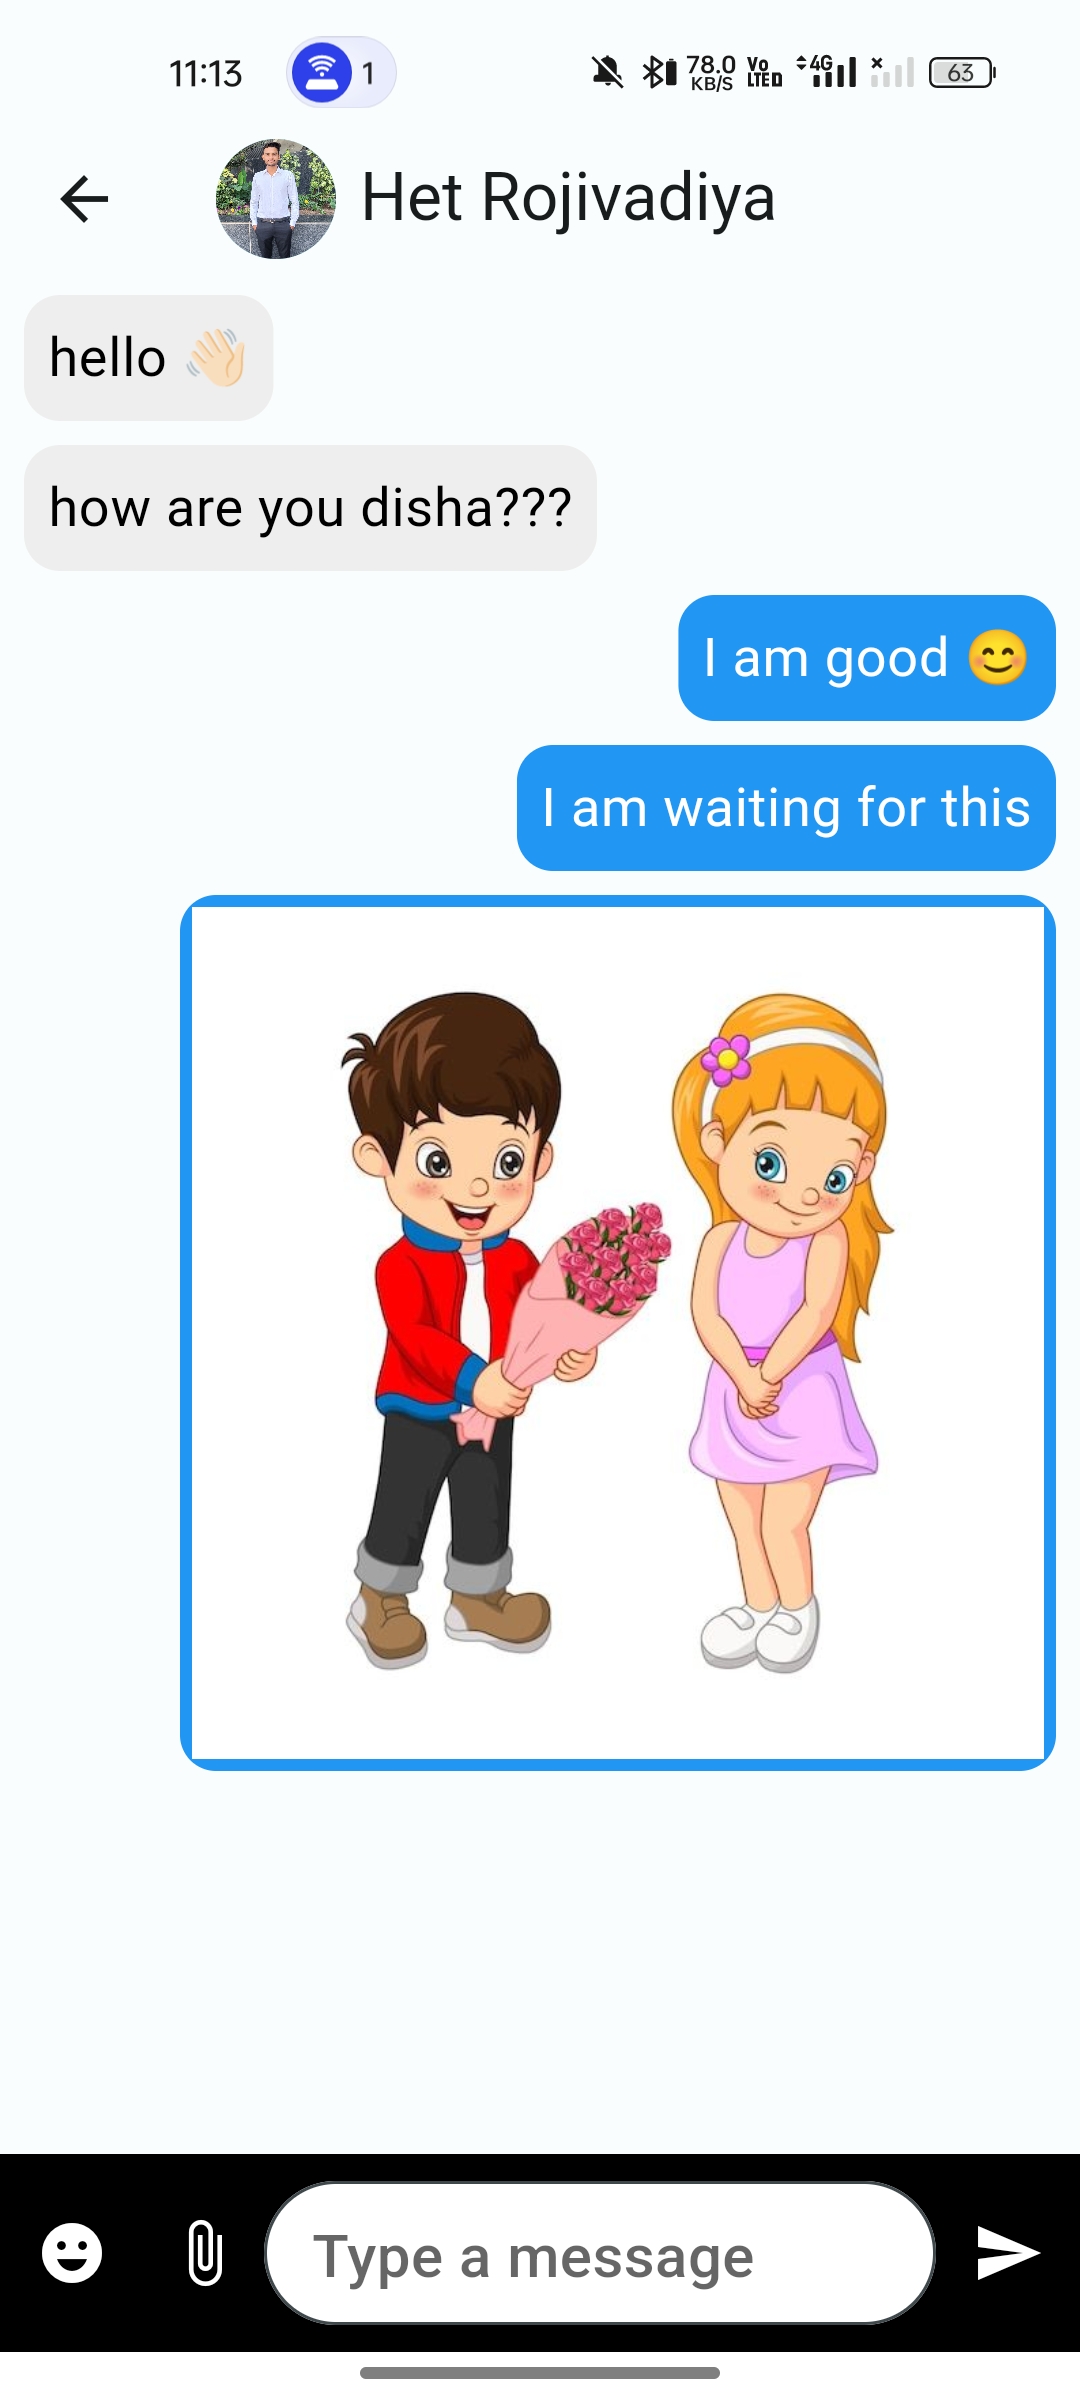 11:13 1 78.0 KB/S Vo LTED 4G 63
Het Rojivadiya
hello 👋🏻
how are you disha???
I am good 😊
I am waiting for this
Type a message